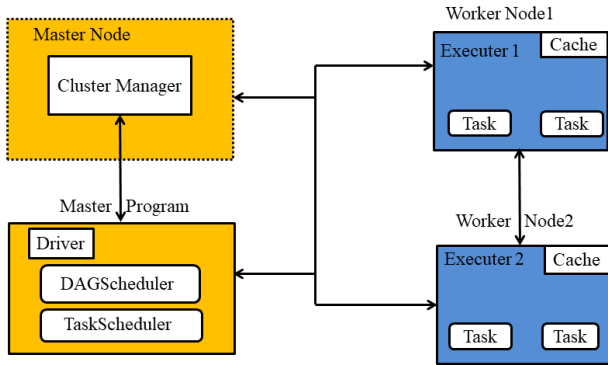 Master Node
Cluster Manager
Master Program
Driver
DAGScheduler
TaskScheduler
Worker Node1
Executer 1
Cache
Task
Task
Worker Node2
Executer 2
Cache
Task
Task